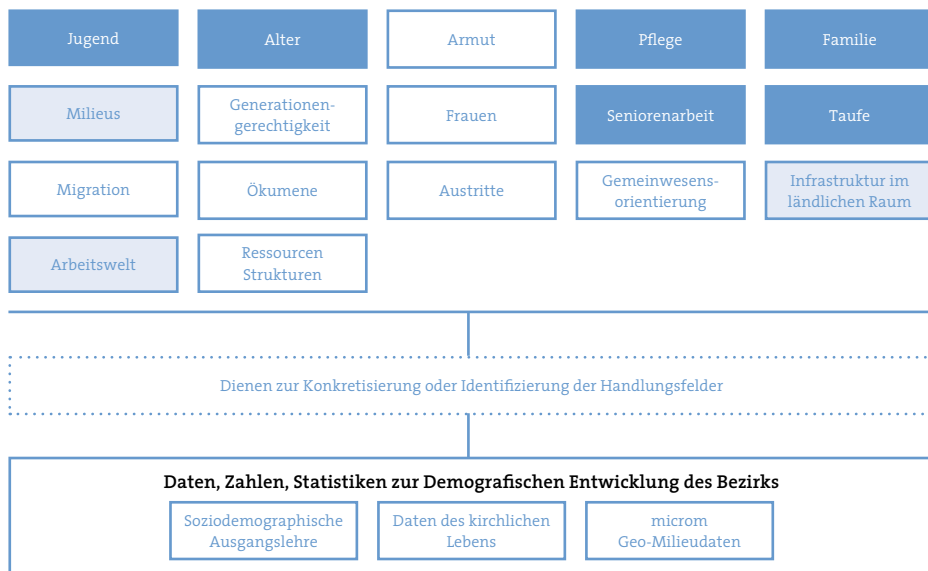 Jugend
Alter
Armut
Pflege
Familie
Milieus
Generationen-
gerechtigkeit
Frauen
Seniorenarbeit
Taufe
Migration
Ökumene
Austritte
Gemeinwesens-
orientierung
Infrastruktur im
ländlichen Raum
Arbeitswelt
Ressourcen
Strukturen
Dienen zur Konkretisierung oder Identifizierung der Handlungsfelder
Daten, Zahlen, Statistiken zur Demografischen Entwicklung des Bezirks
Soziodemographische
Ausgangslehre
Daten des kirchlichen
Lebens
microm
Geo-Milieudaten